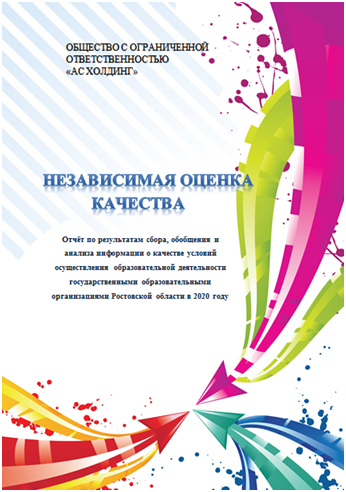 ОБЩЕСТВО С ОГРАНИЧЕННОЙ
ОТВЕТСТВЕННОСТЬЮ
«АС ХОЛДИНГ»
НЕЗАВИСИМАЯ ОЦЕНКА
КАЧЕСТВА
Отчёт по результатам сбора, обобщения и
анализа информации о качестве условий
осуществления образовательной деятельности
государственными образовательными
организациями Ростовской области в 2020 году